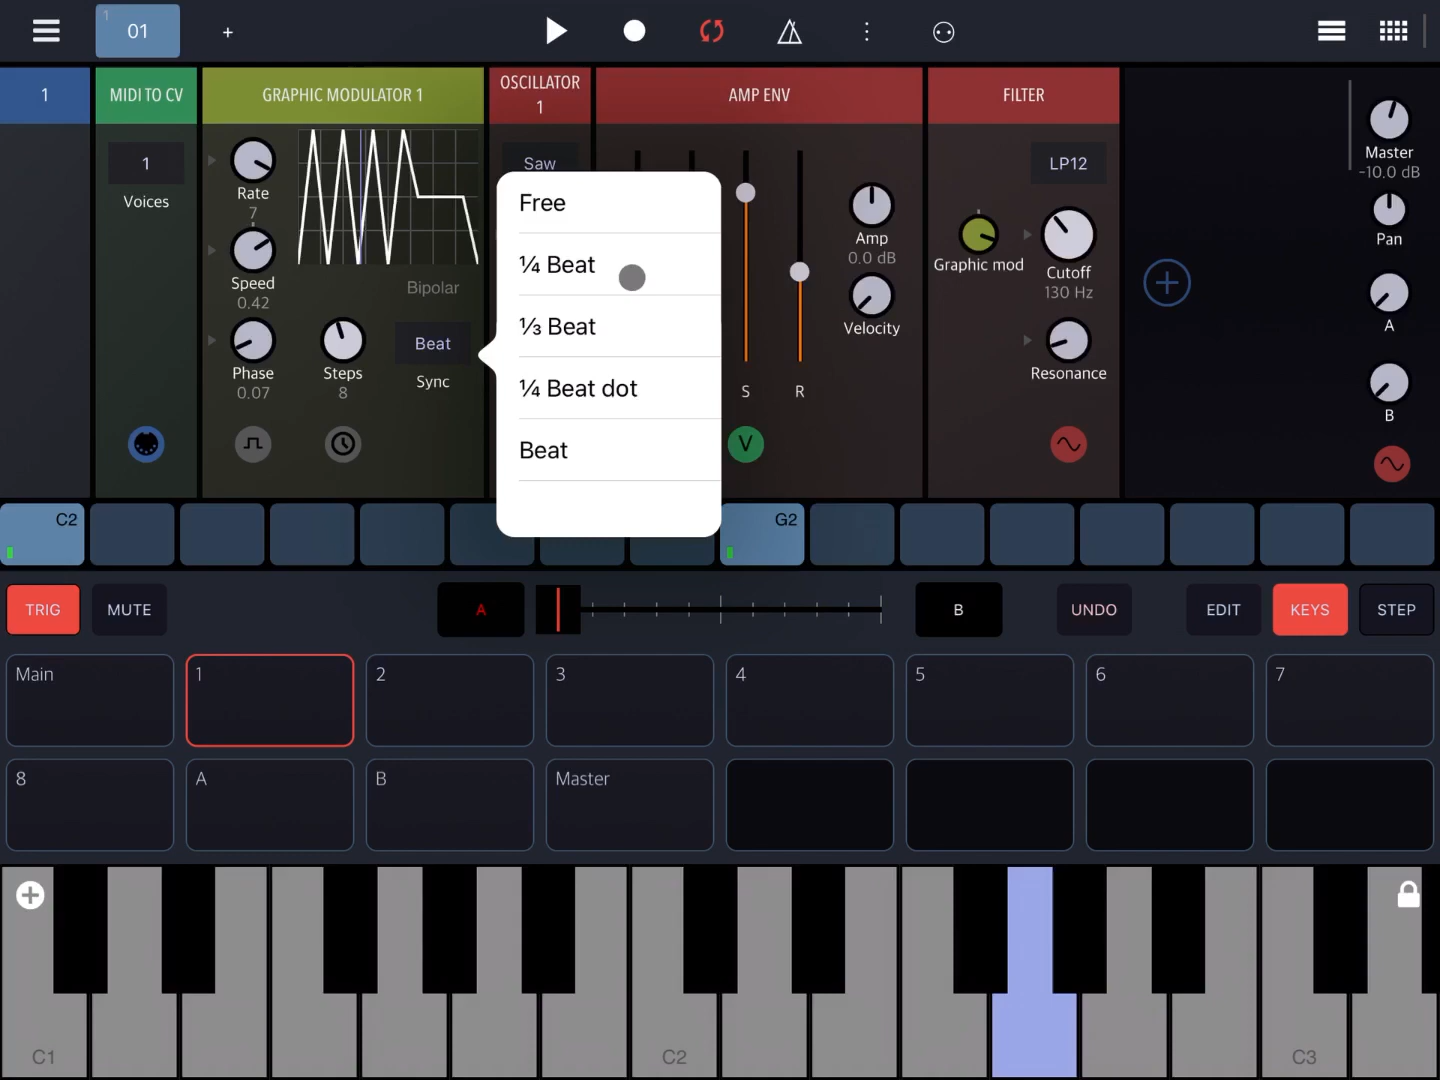 1
01
+
1
MIDI TO CV
GRAPHIC MODULATOR 1
OSCILLATOR
1
AMP ENV
FILTER
Master
-10.0 dB
1
Voices
Rate
7
Saw
LP12
Pan
Speed
0.42
Bipolar
Free
¼ Beat
⅓ Beat
¼ Beat dot
Beat
Amp
0.0 dB
Graphic mod
Cutoff
130 Hz
A
Phase
0.07
Steps
8
Beat
Sync
Velocity
Resonance
S
R
B
V
C2
G2
TRIG
MUTE
A
B
UNDO
EDIT
KEYS
STEP
Main
1
2
3
4
5
6
7
8
A
B
Master
C1
C2
C3